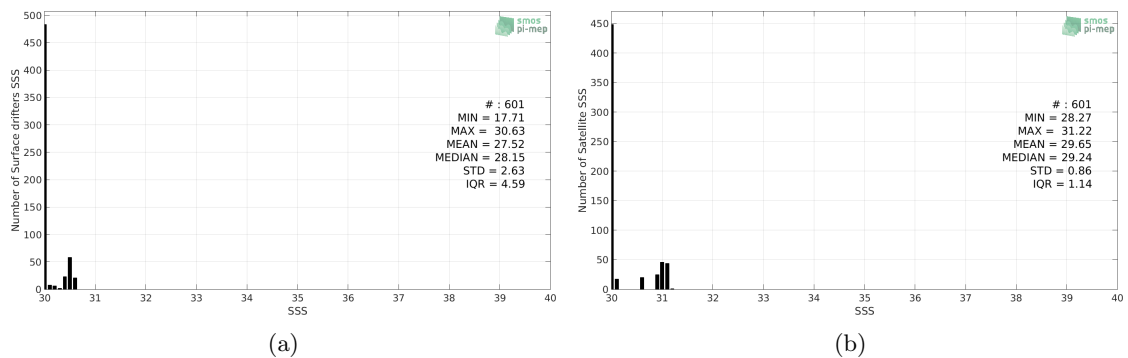 500
450
400
350
300
250
200
150
100
50
0
Number of Surface drifters SSS
smos
pi-mep
# : 601
MIN = 17.71
MAX = 30.63
MEAN = 27.52
MEDIAN = 28.15
STD = 2.63
IQR = 4.59
30 31 32 33 34 35 36 37 38 39 40
SSS
(a)
450
400
350
300
250
200
150
100
50
0
Number of Satellite SSS
smos
pi-mep
# : 601
MIN = 28.27
MAX = 31.22
MEAN = 29.65
MEDIAN = 29.24
STD = 0.86
IQR = 1.14
30 31 32 33 34 35 36 37 38 39 40
SSS
(b)